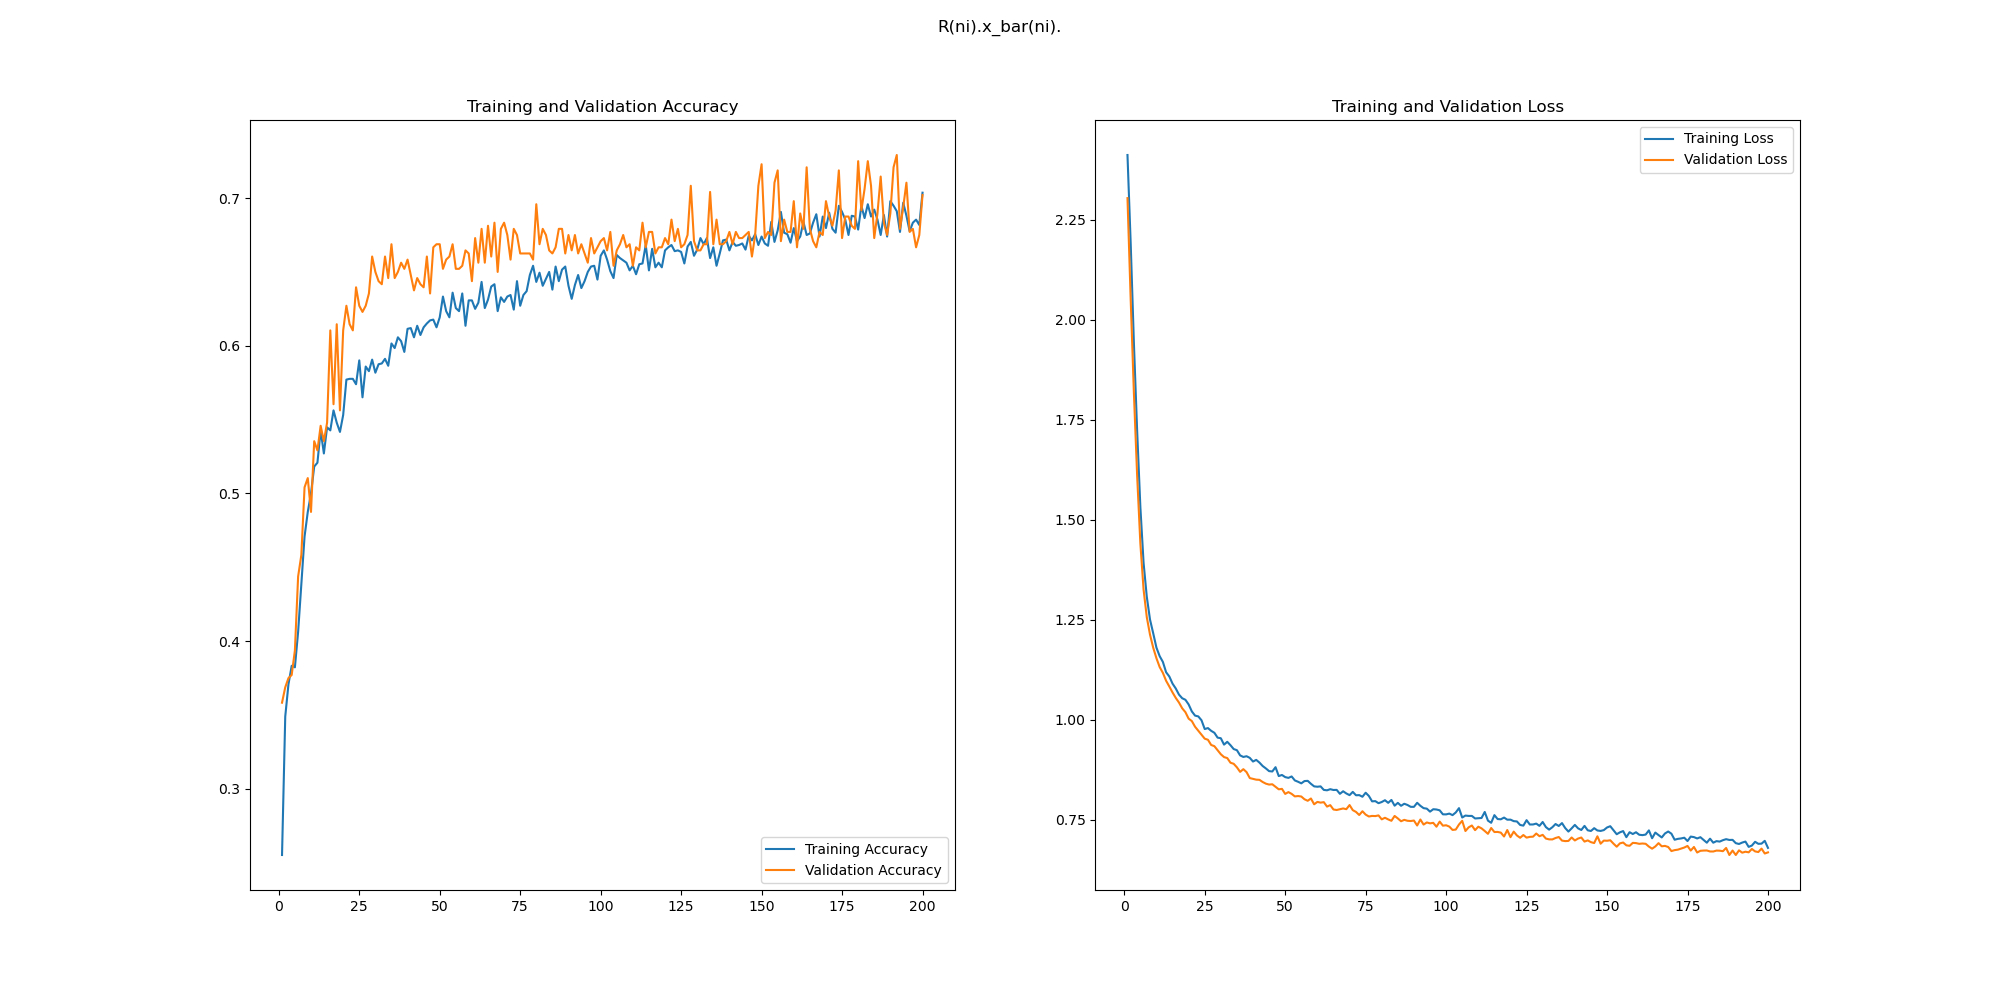 R(ni).x_bar(ni).
Training and Validation Accuracy
0.7
0.6
0.5
0.4
0.3
0 25 50 75 100 125 150 175 200
Training Accuracy
Validation Accuracy
Training and Validation Loss
Training Loss
Validation Loss
2.25
2.00
1.75
1.50
1.25
1.00
0.75
0 25 50 75 100 125 150 175 200